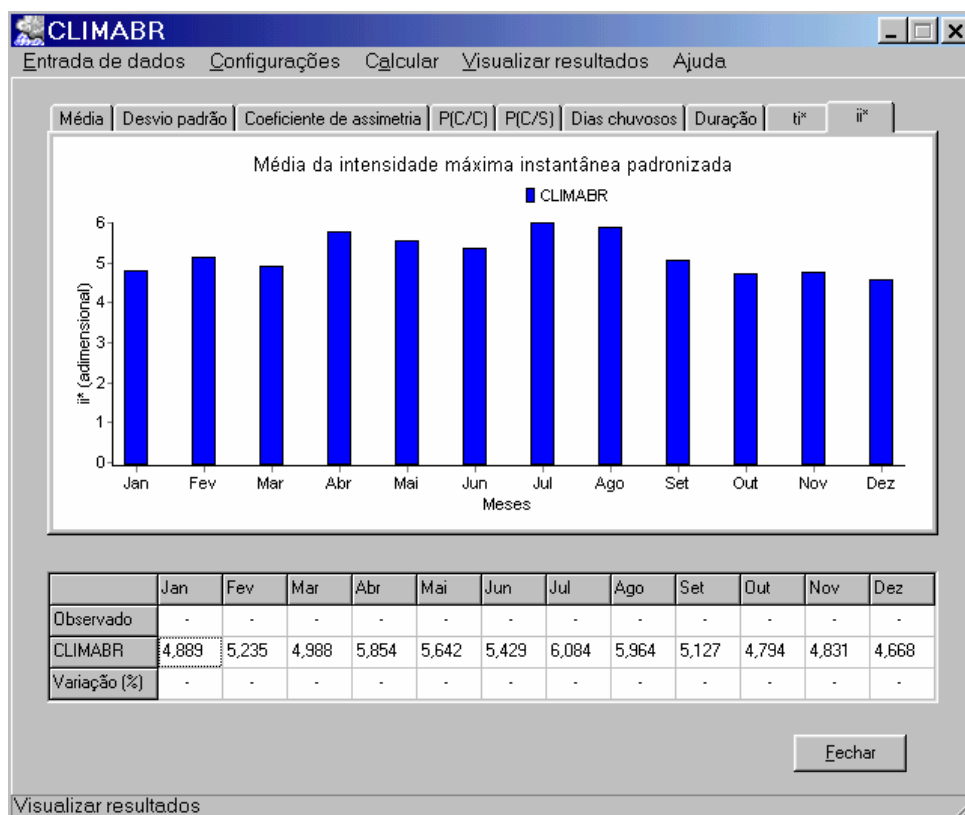 CLIMABR
Entrada de dados Configurações Calcular Visualizar resultados Ajuda
Média Desvio padrão Coeficiente de assimetria P(C/C) P(C/S) Dias chuvosos Duração ti* ii*
Média da intensidade máxima instantânea padronizada
CLIMABR
ii* (adimensional)
6
5
4
3
2
1
0
Jan Fev Mar Abr Mai Jun Jul Ago Set Out Nov Dez
Meses
Jan Fev Mar Abr Mai Jun Jul Ago Set Out Nov Dez
Observado - - - - - - - - - - - -
CLIMABR 4,889 5,235 4,988 5,854 5,642 5,429 6,084 5,964 5,127 4,794 4,831 4,668
Variação (%) - - - - - - - - - - - -
Fechar
Visualizar resultados